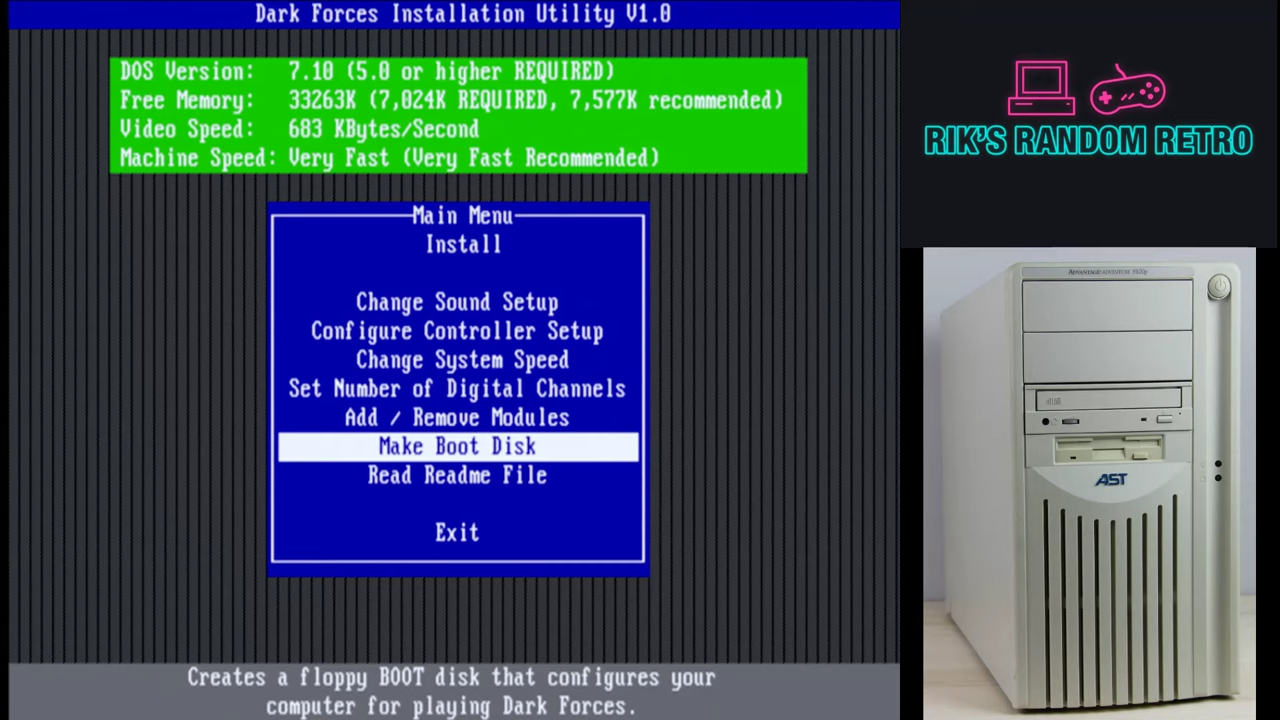 Dark Forces Installation Utility V1.0
DOS Version: 7.10 (5.0 or higher REQUIRED)
Free Memory: 33263K (7,024K REQUIRED, 7,577K recommended)
Video Speed: 683 KBytes/Second
Machine Speed: Very Fast (Very Fast Recommended)
Main Menu
Install
Change Sound Setup
Configure Controller Setup
Change System Speed
Set Number of Digital Channels
Add / Remove Modules
Make Boot Disk
Read Readme File
Exit
Creates a floppy BOOT disk that configures your
computer for playing Dark Forces.
RIK'S RANDOM RETRO
AST